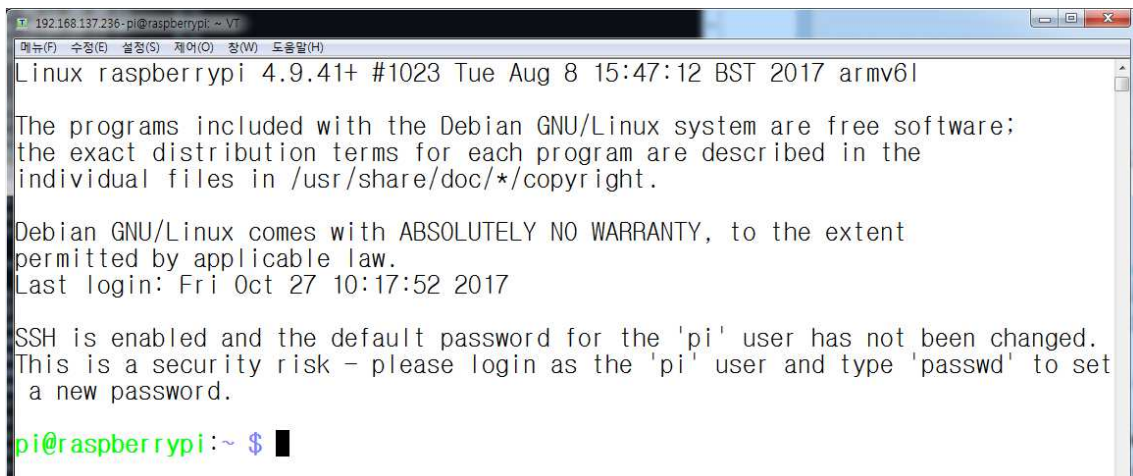 192.168.137.236 - pi@raspberrypi: ~ VT
메뉴(F) 수정(E) 설정(S) 제어(O) 창(W) 도움말(H)
Linux raspberrypi 4.9.41+ #1023 Tue Aug 8 15:47:12 BST 2017 armv6l
The programs included with the Debian GNU/Linux system are free software;
the exact distribution terms for each program are described in the
individual files in /usr/share/doc/*/copyright.
Debian GNU/Linux comes with ABSOLUTELY NO WARRANTY, to the extent
permitted by applicable law.
Last login: Fri Oct 27 10:17:52 2017
SSH is enabled and the default password for the 'pi' user has not been changed.
This is a security risk - please login as the 'pi' user and type 'passwd' to set
a new password.
pi@raspberrypi:~ $